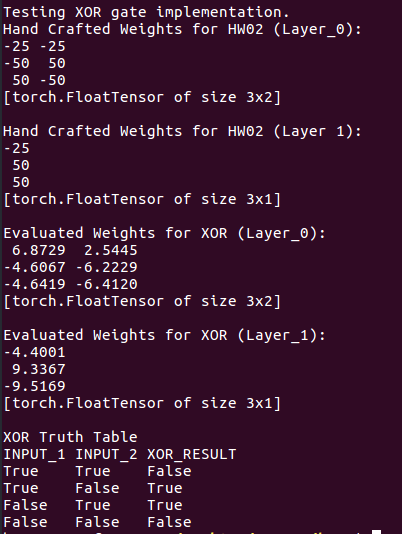 Testing XOR gate implementation.
Hand Crafted Weights for HW02 (Layer_0):
-25 -25
-50  50
 50 -50
[torch.FloatTensor of size 3x2]

Hand Crafted Weights for HW02 (Layer 1):
-25
 50
 50
[torch.FloatTensor of size 3x1]

Evaluated Weights for XOR (Layer_0):
 6.8729  2.5445
-4.6067 -6.2229
-4.6419 -6.4120
[torch.FloatTensor of size 3x2]

Evaluated Weights for XOR (Layer_1):
-4.4001
 9.3367
-9.5169
[torch.FloatTensor of size 3x1]

XOR Truth Table
INPUT_1 INPUT_2 XOR_RESULT
True    True    False
True    False   True
False   True    True
False   False   False